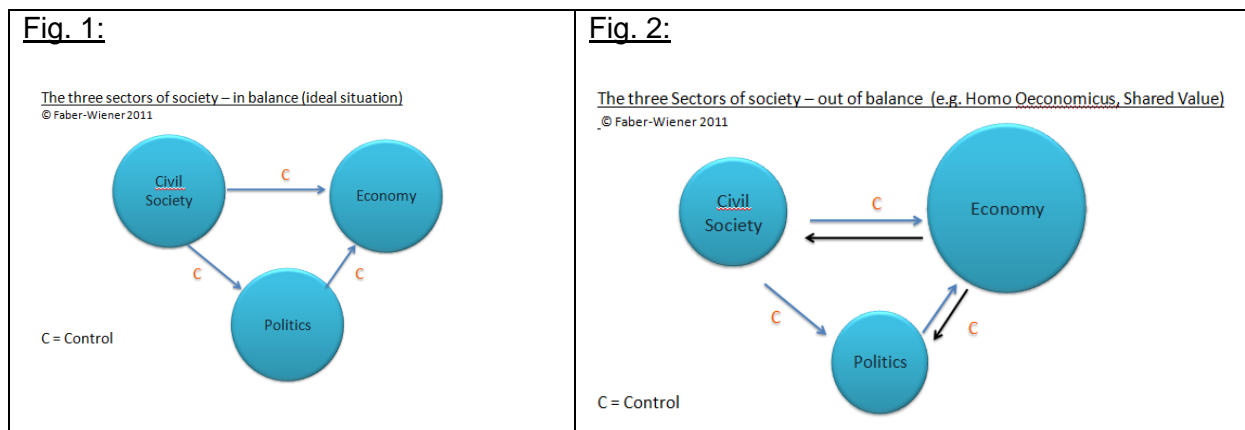 Fig. 1:
The three sectors of society – in balance (ideal situation)
© Faber-Wiener 2011
Civil
Society
C
Economy
C
C
Politics
C = Control
Fig. 2:
The three Sectors of society – out of balance (e.g. Homo Oeconomicus, Shared Value)
© Faber-Wiener 2011
Civil
Society
C
Economy
C
C
Politics
C = Control